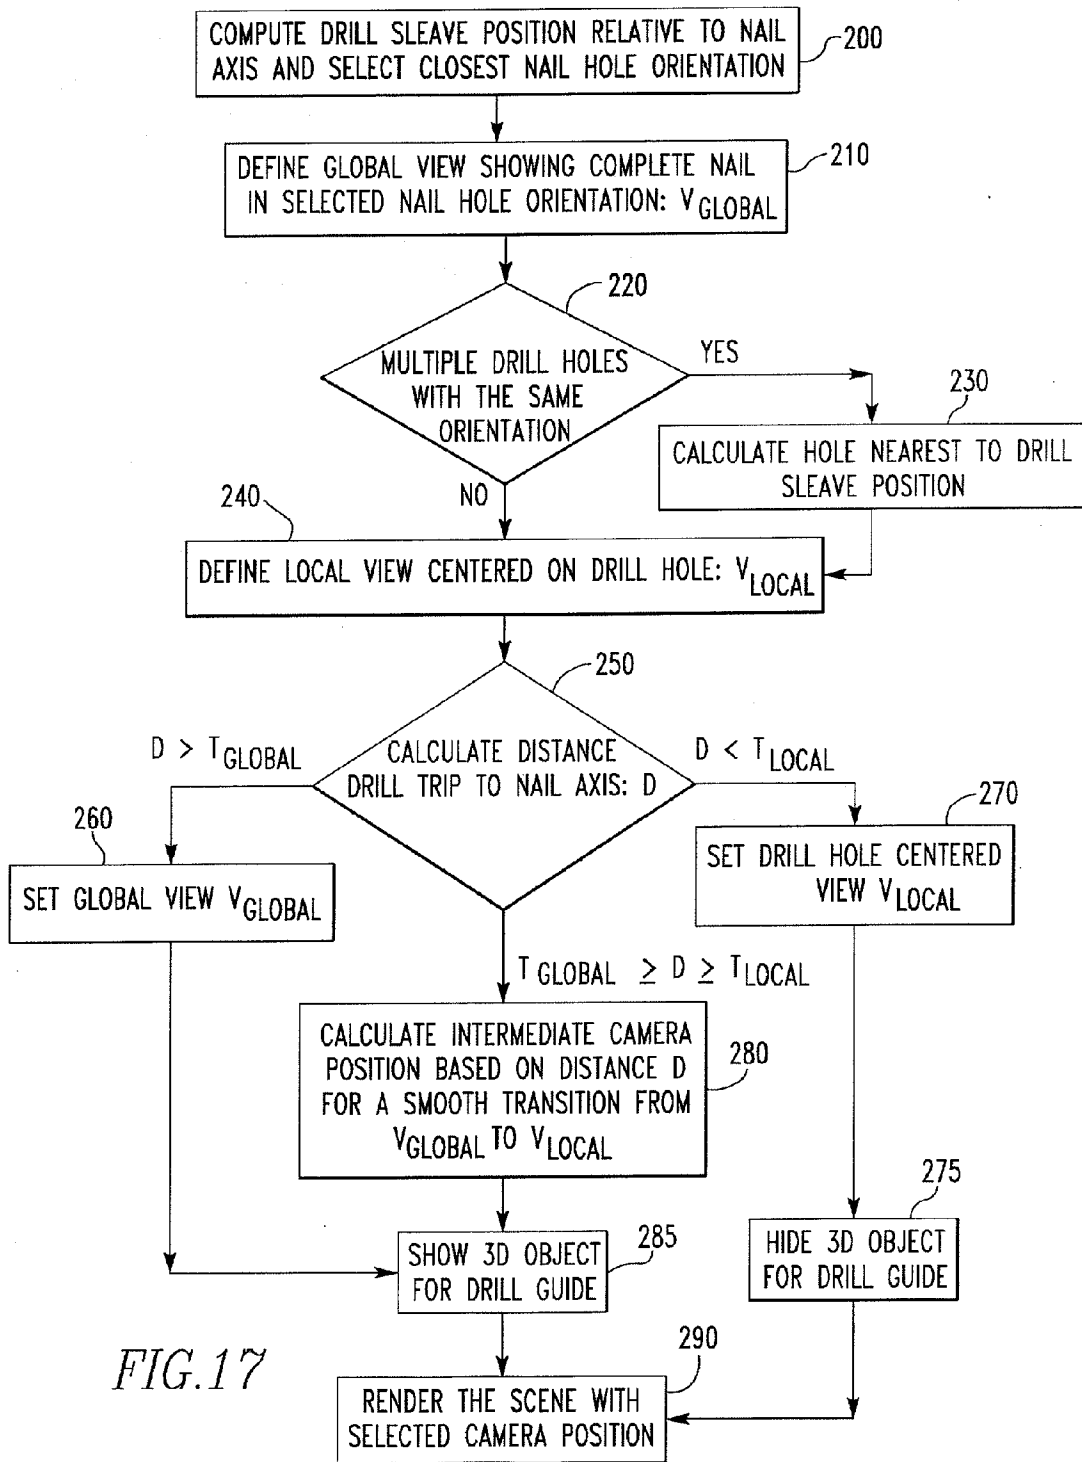 COMPUTE DRILL SLEAVE POSITION RELATIVE TO NAIL
AXIS AND SELECT CLOSEST NAIL HOLE ORIENTATION
200
DEFINE GLOBAL VIEW SHOWING COMPLETE NAIL
IN SELECTED NAIL HOLE ORIENTATION: VGLOBAL
210
220
MULTIPLE DRILL HOLES
WITH THE SAME
ORIENTATION
YES
230
CALCULATE HOLE NEAREST TO DRILL
SLEAVE POSITION
NO
240
DEFINE LOCAL VIEW CENTERED ON DRILL HOLE: VLOCAL
250
CALCULATE DISTANCE
DRILL TRIP TO NAIL AXIS: D
D > TGLOBAL
D < TLOCAL
260
SET GLOBAL VIEW VGLOBAL
270
SET DRILL HOLE CENTERED
VIEW VLOCAL
TGLOBAL ≥ D ≥ TLOCAL
CALCULATE INTERMEDIATE CAMERA
POSITION BASED ON DISTANCE D
FOR A SMOOTH TRANSITION FROM
VGLOBAL TO VLOCAL
280
SHOW 3D OBJECT
FOR DRILL GUIDE
285
275
HIDE 3D OBJECT
FOR DRILL GUIDE
290
RENDER THE SCENE WITH
SELECTED CAMERA POSITION
FIG.17